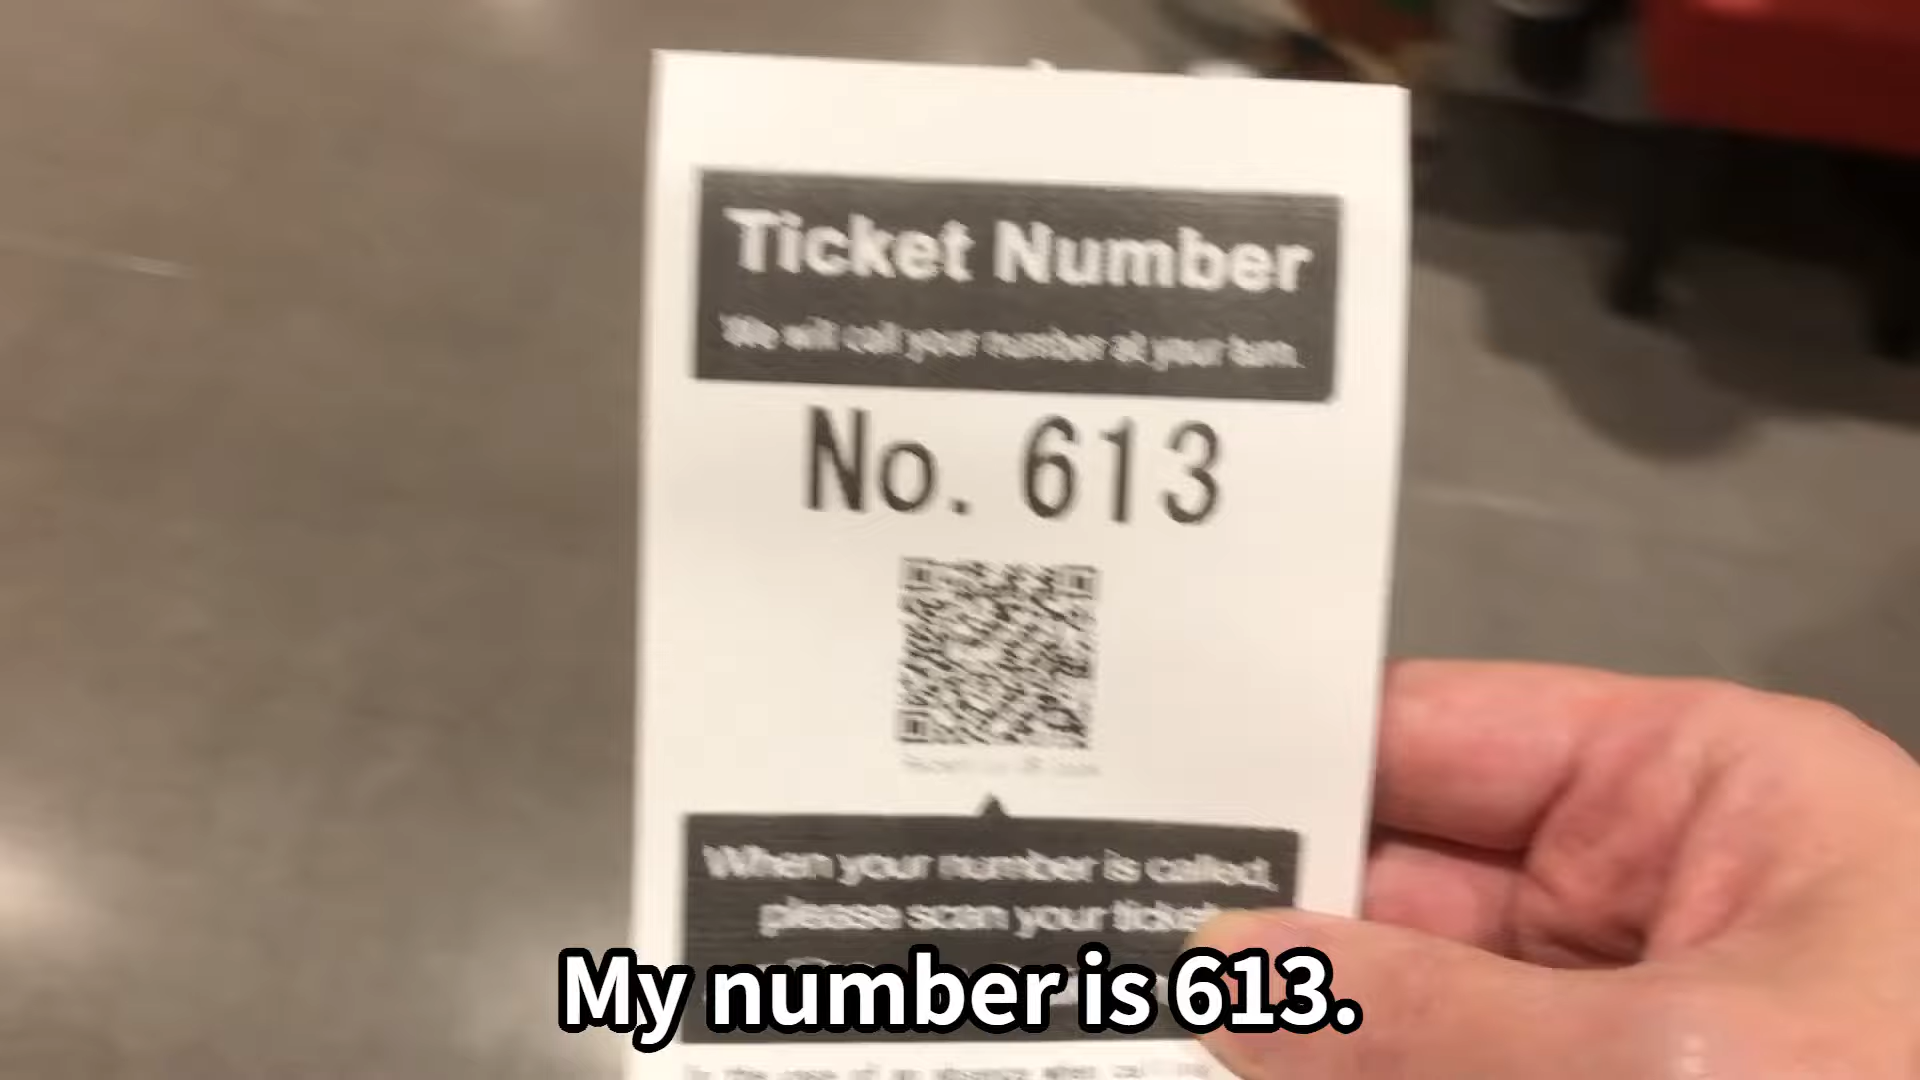 Ticket Number
We will call your number at your turn.
No. 613
When your number is called,
please scan your ticket
My number is 613.